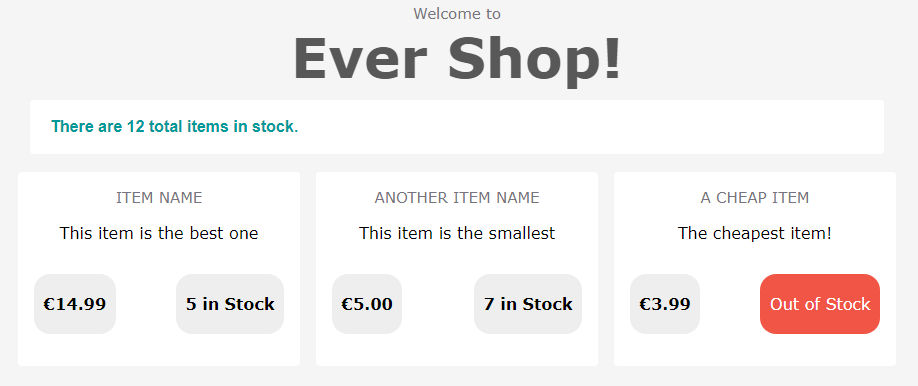 Welcome to
Ever Shop!
There are 12 total items in stock.
ITEM NAME
This item is the best one
€14.99
5 in Stock
ANOTHER ITEM NAME
This item is the smallest
€5.00
7 in Stock
A CHEAP ITEM
The cheapest item!
€3.99
Out of Stock